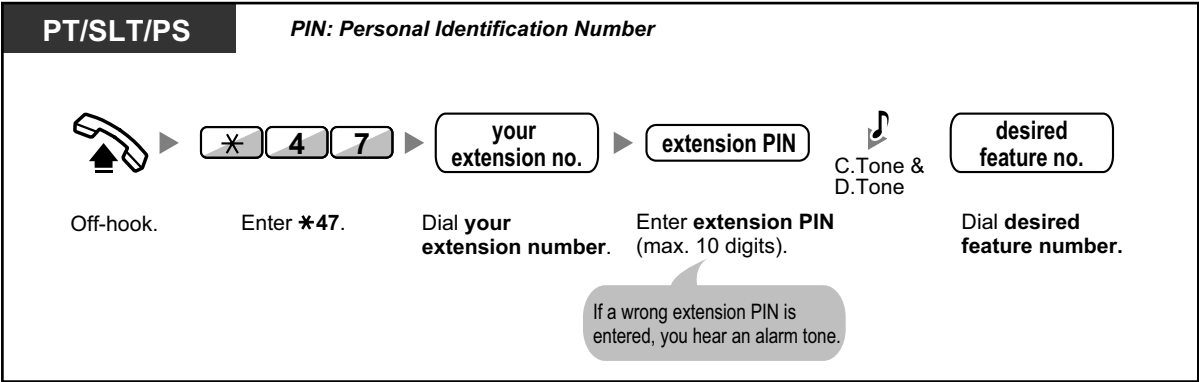 PT/SLT/PS
PIN: Personal Identification Number
* 4 7
your
extension no.
extension PIN
C.Tone &
D.Tone
desired
feature no.
Off-hook.
Enter *47.
Dial your
extension number.
Enter extension PIN
(max. 10 digits).
Dial desired
feature number.
If a wrong extension PIN is
entered, you hear an alarm tone.